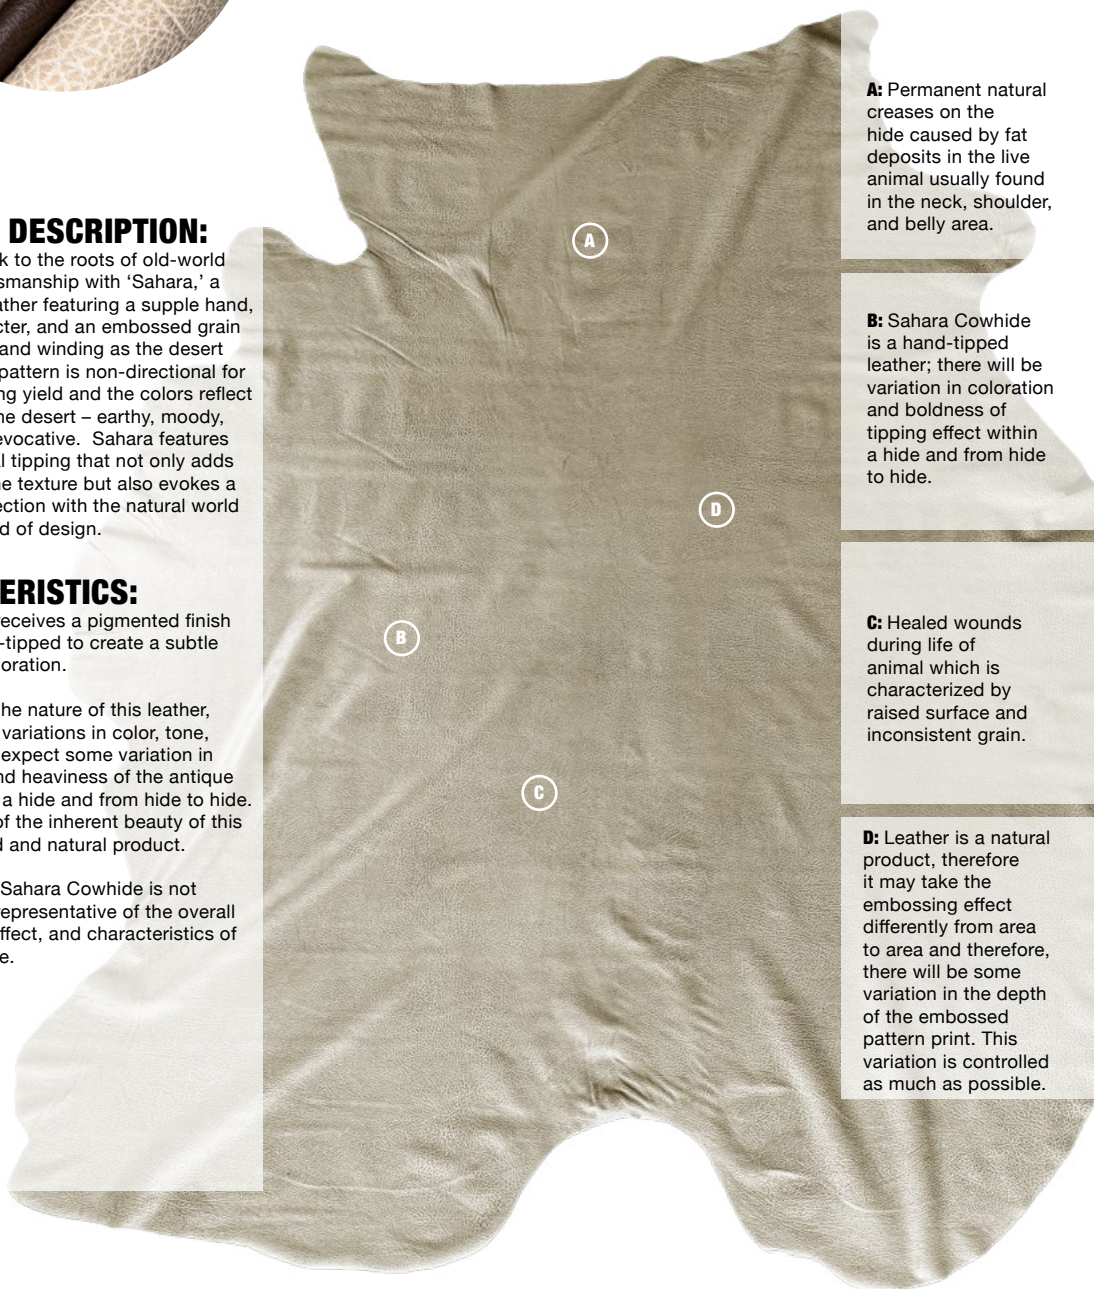 DESCRIPTION:
k to the roots of old-world
smanship with ‘Sahara,’ a
ather featuring a supple hand,
cter, and an embossed grain
and winding as the desert
pattern is non-directional for
ng yield and the colors reflect
he desert – earthy, moody,
evocative.  Sahara features
l tipping that not only adds
e texture but also evokes a
ection with the natural world
d of design.
ERISTICS:
receives a pigmented finish
-tipped to create a subtle
oration.
he nature of this leather,
variations in color, tone,
expect some variation in
nd heaviness of the antique
a hide and from hide to hide.
of the inherent beauty of this
d and natural product.
Sahara Cowhide is not
representative of the overall
ffect, and characteristics of
e.
A
B
C
D
A: Permanent natural
creases on the
hide caused by fat
deposits in the live
animal usually found
in the neck, shoulder,
and belly area.
B: Sahara Cowhide
is a hand-tipped
leather; there will be
variation in coloration
and boldness of
tipping effect within
a hide and from hide
to hide.
C: Healed wounds
during life of
animal which is
characterized by
raised surface and
inconsistent grain.
D: Leather is a natural
product, therefore
it may take the
embossing effect
differently from area
to area and therefore,
there will be some
variation in the depth
of the embossed
pattern print. This
variation is controlled
as much as possible.